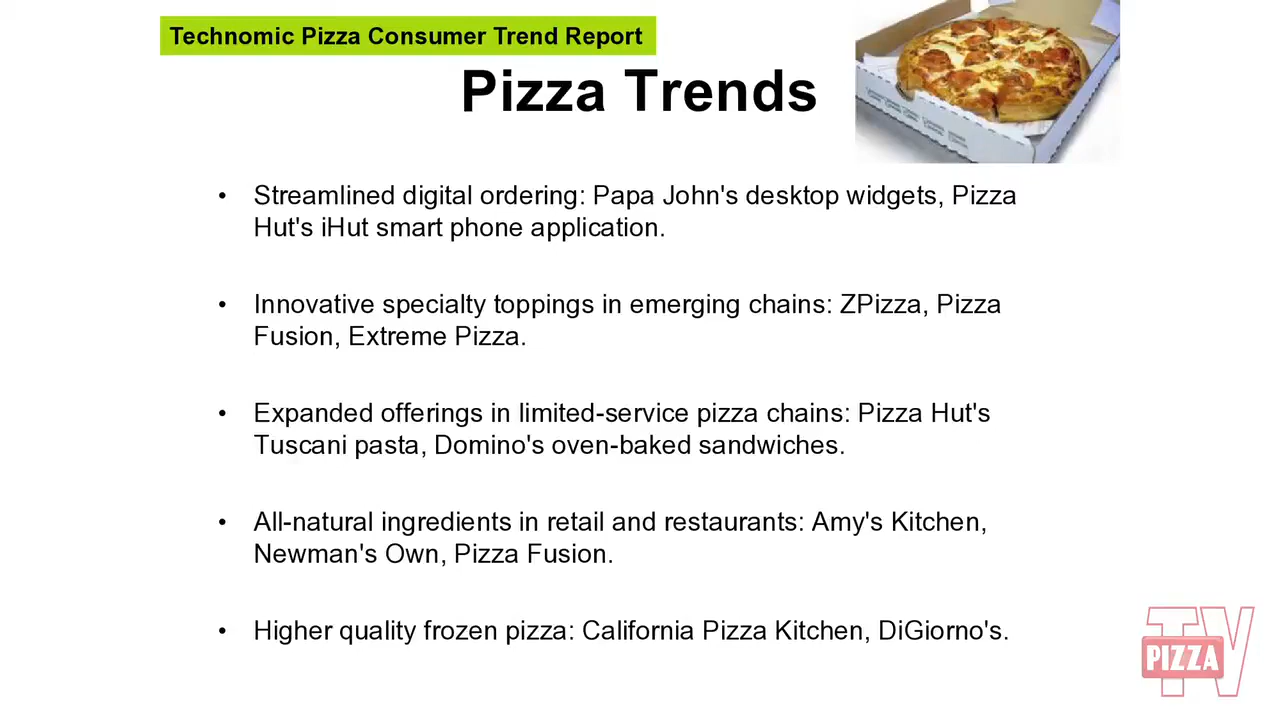 Technomic Pizza Consumer Trend Report
Pizza Trends
• Streamlined digital ordering: Papa John's desktop widgets, Pizza
Hut's iHut smart phone application.
• Innovative specialty toppings in emerging chains: ZPizza, Pizza
Fusion, Extreme Pizza.
• Expanded offerings in limited-service pizza chains: Pizza Hut's
Tuscani pasta, Domino's oven-baked sandwiches.
• All-natural ingredients in retail and restaurants: Amy's Kitchen,
Newman's Own, Pizza Fusion.
• Higher quality frozen pizza: California Pizza Kitchen, DiGiorno's.
TV
PIZZA